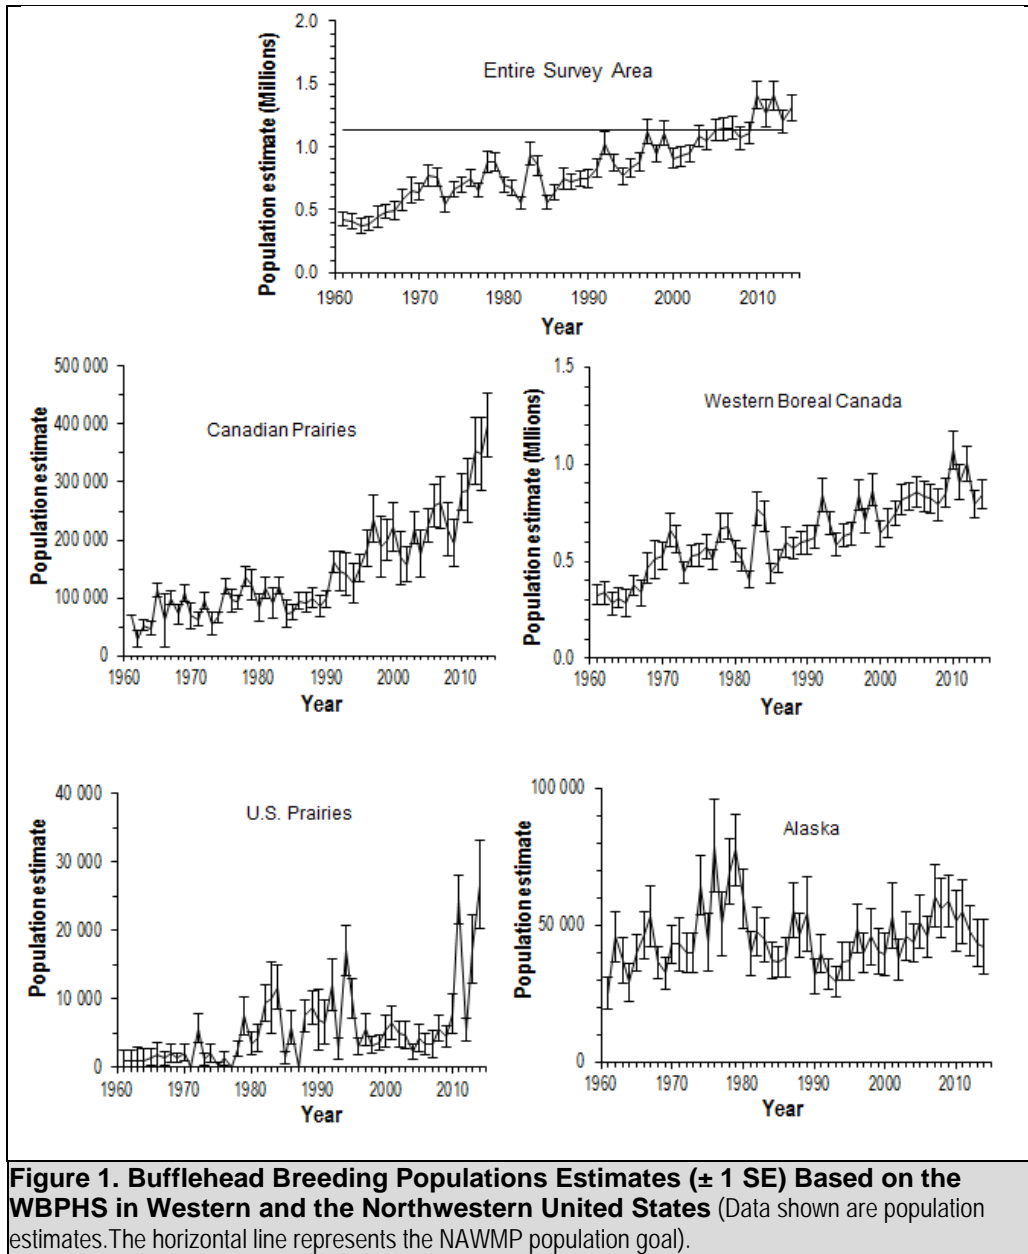 Entire Survey Area
Population estimate (Millions)
2.0
1.5
1.0
0.5
0.0
1960 1970 1980 1990 2000 2010
Year
Canadian Prairies
Population estimate
500 000
400 000
300 000
200 000
100 000
0
1960 1970 1980 1990 2000 2010
Year
Western Boreal Canada
Population estimate (MIllions)
1.5
1.0
0.5
0.0
1960 1970 1980 1990 2000 2010
Year
U.S. Prairies
Population estimate
40 000
30 000
20 000
10 000
0
1960 1970 1980 1990 2000 2010
Year
Alaska
Population estimate
100 000
50 000
0
1960 1970 1980 1990 2000 2010
Year
Figure 1. Bufflehead Breeding Populations Estimates (± 1 SE) Based on the
WBPHS in Western and the Northwestern United States (Data shown are population
estimates.The horizontal line represents the NAWMP population goal).